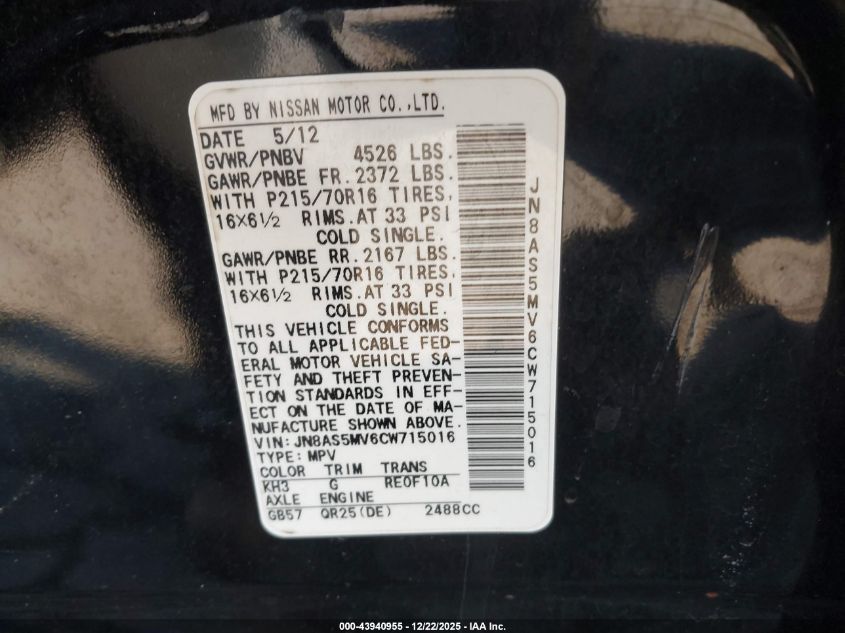 MFD BY NISSAN MOTOR CO.,LTD.
DATE 5/12
GVWR/PNBV 4526 LBS.
GAWR/PNBE FR. 2372 LBS.
WITH P215/70R16 TIRES,
16X6½ RIMS.AT 33 PSI
COLD SINGLE.
GAWR/PNBE RR. 2167 LBS.
WITH P215/70R16 TIRES,
16X6½ RIMS.AT 33 PSI
COLD SINGLE.
THIS VEHICLE CONFORMS
TO ALL APPLICABLE FED-
ERAL MOTOR VEHICLE SA-
FETY AND THEFT PREVEN-
TION STANDARDS IN EFF-
ECT ON THE DATE OF MA-
NUFACTURE SHOWN ABOVE.
VIN:JN8AS5MV6CW715016
TYPE:MPV
COLOR TRIM TRANS
KH3 G RE0F10A
AXLE ENGINE
GB57 QR25(DE) 2488CC
JN8AS5MV6CW715016
000-43940955 - 12/22/2025 - IAA Inc.